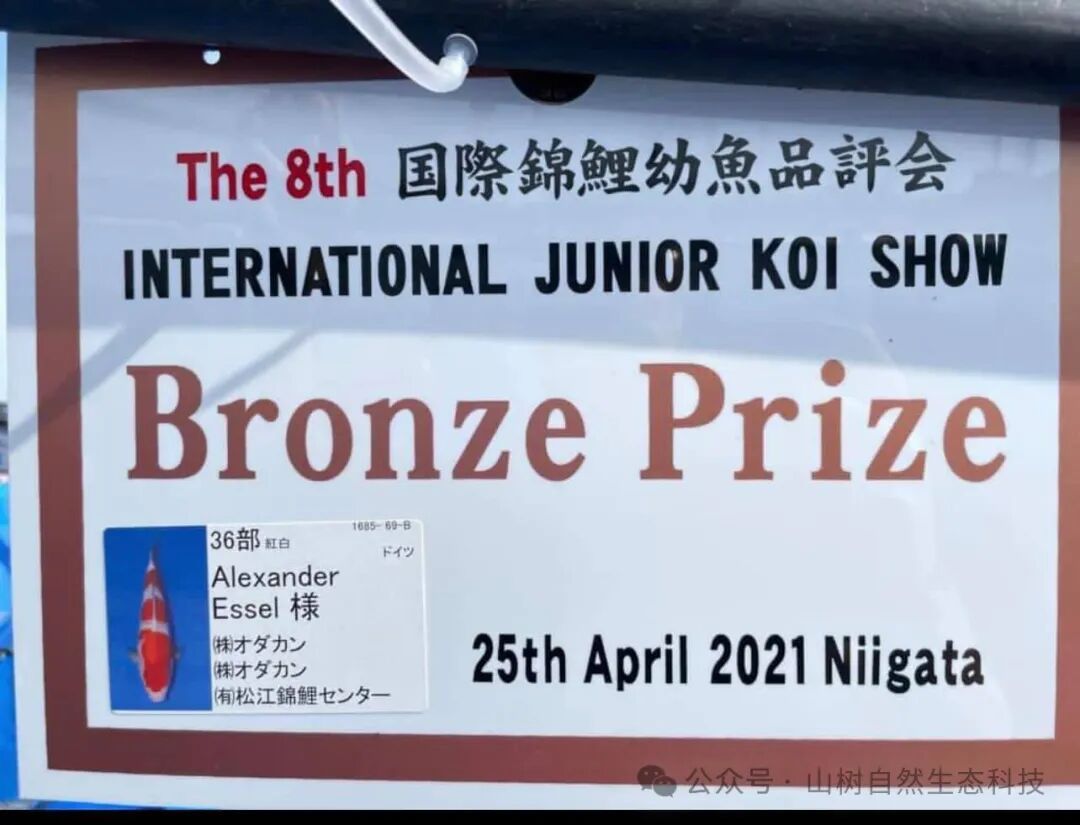 The 8th 国際錦鯉幼魚品評会
INTERNATIONAL JUNIOR KOI SHOW
Bronze Prize
1685-69-B
36部 紅白
ドイツ
Alexander
Essel 様
㈱オダカン
㈱オダカン
㈲松江錦鯉センター
25th April 2021 Niigata
公众号 · 山树自然生态科技